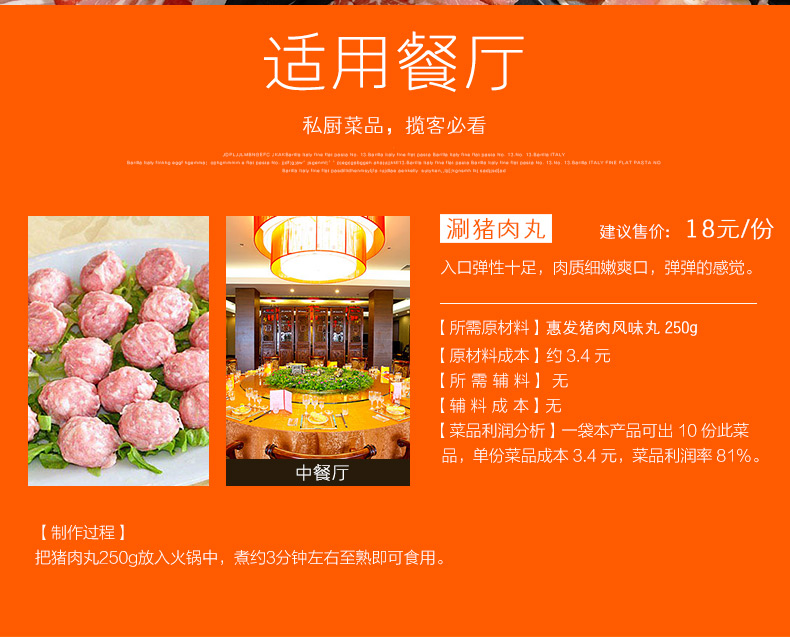 适用餐厅
私厨菜品，揽客必看
涮猪肉丸
建议售价: 18元/份
入口弹性十足，肉质细嫩爽口，弹弹的感觉。
【所需原材料】惠发猪肉风味丸 250g
【原材料成本】约 3.4 元
【所 需 辅 料】 无
【辅 料 成 本】无
【菜品利润分析】一袋本产品可出 10 份此菜
品，单份菜品成本 3.4 元，菜品利润率 81%。
中餐厅
【制作过程】
把猪肉丸250g放入火锅中，煮约3分钟左右至熟即可食用。